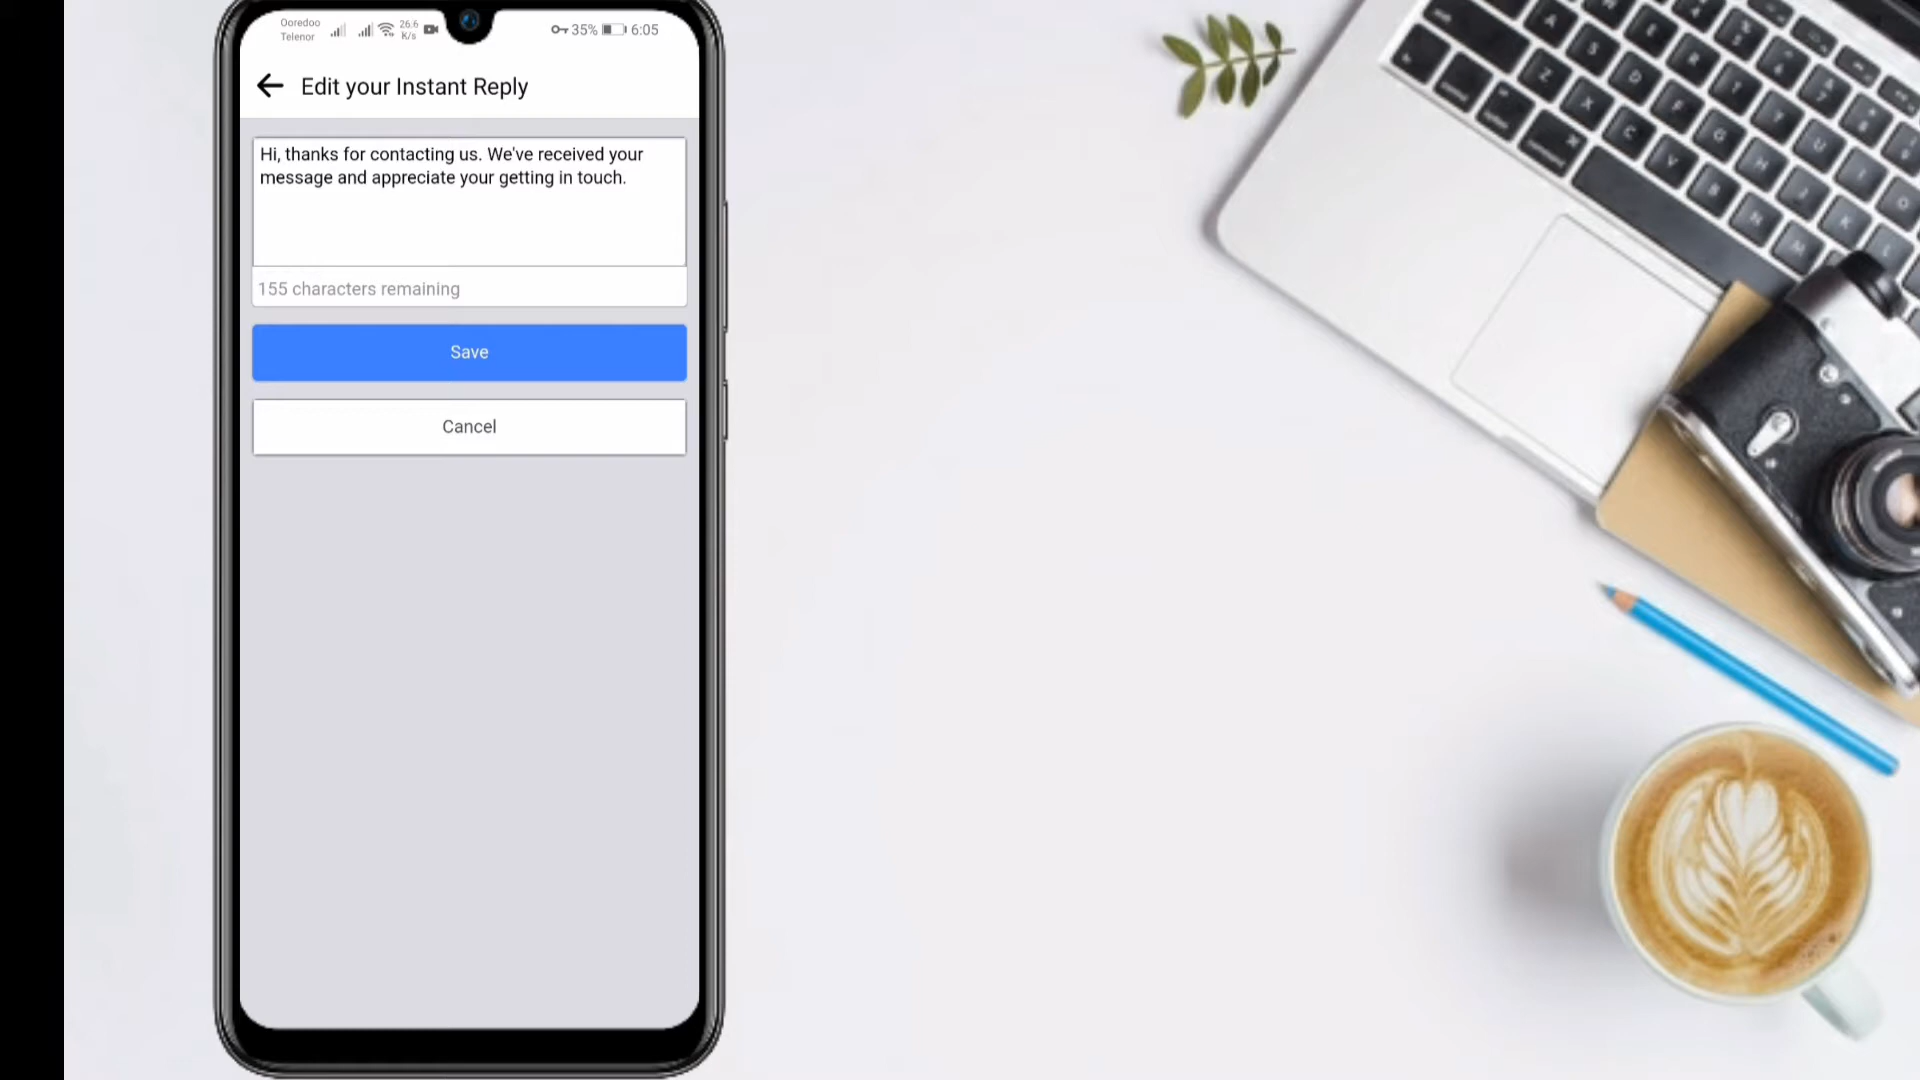 Ooredoo
Telenor
26.6
K/s
35%
6:05
Edit your Instant Reply
Hi, thanks for contacting us. We've received your
message and appreciate your getting in touch.
155 characters remaining
Save
Cancel